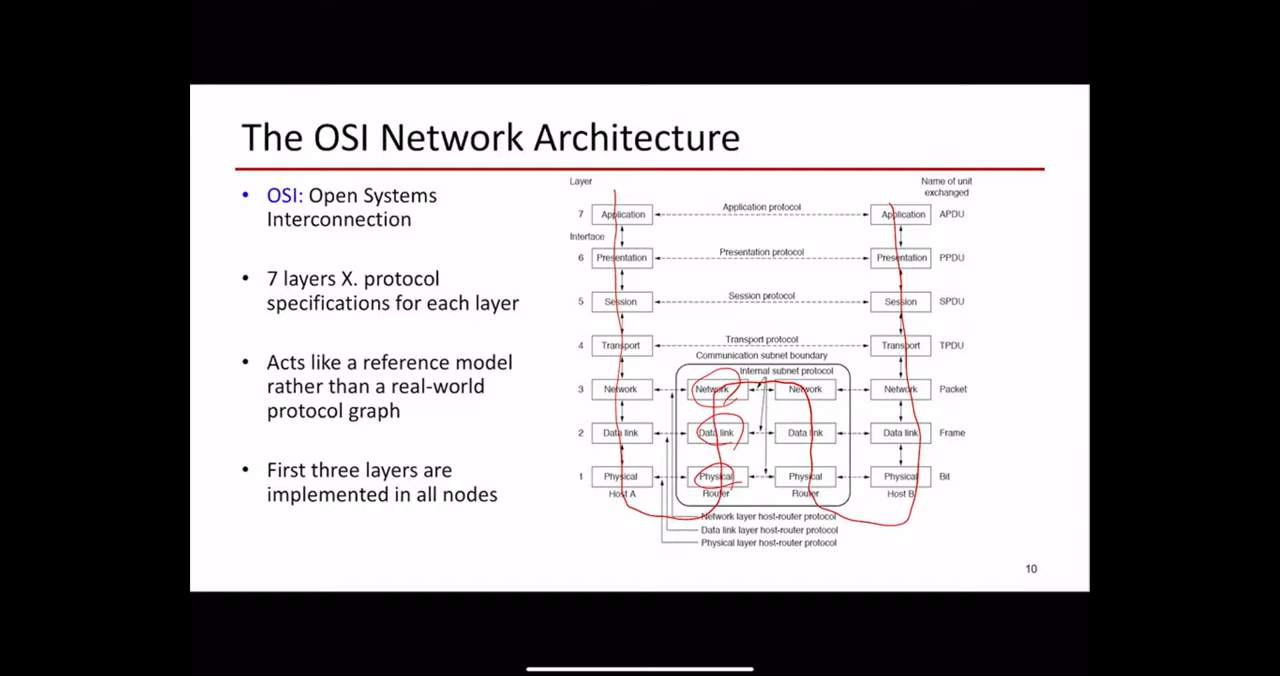 The OSI Network Architecture
• OSI: Open Systems
Interconnection
• 7 layers X. protocol
specifications for each layer
• Acts like a reference model
rather than a real-world
protocol graph
• First three layers are
implemented in all nodes
Layer
Name of unit
exchanged
7 Application Application protocol Application APDU
Interface
6 Presentation Presentation protocol Presentation PPDU
5 Session Session protocol Session SPDU
4 Transport Transport protocol Transport TPDU
Communication subnet boundary
Internal subnet protocol
3 Network Network Network Network Packet
2 Data link Data link Data link Data link Frame
1 Physical Physical Physical Physical Bit
Host A Router Router Host B
Network layer host-router protocol
Data link layer host-router protocol
Physical layer host-router protocol
10